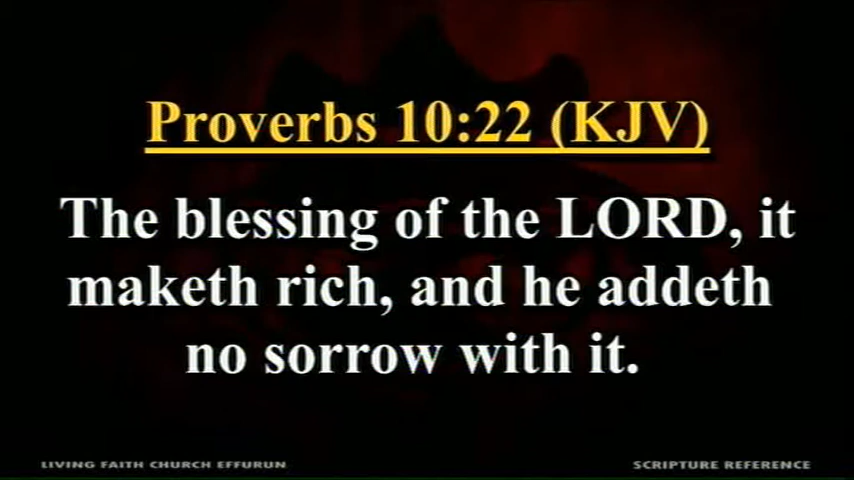 Proverbs 10:22 (KJV)
The blessing of the LORD, it
maketh rich, and he addeth
no sorrow with it.
LIVING FAITH CHURCH EFFURUN
SCRIPTURE REFERENCE